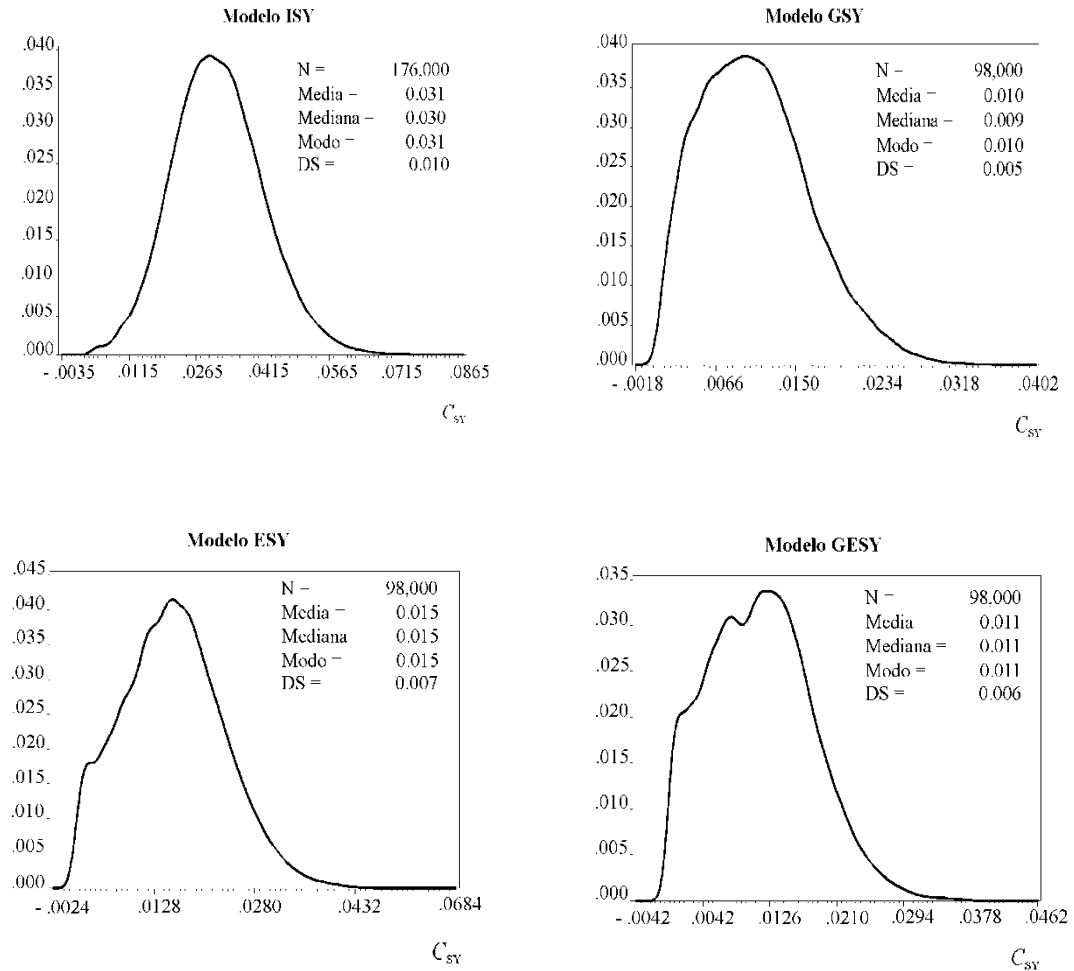 Modelo ISY
.040
.035
.030
.025
.020
.015
.010
.005
.000
N = 176,000
Media – 0.031
Mediana – 0.030
Modo = 0.031
DS = 0.010
-.0035 .0115 .0265 .0415 .0565 .0715 .0865
C_SY
Modelo GSY
.040
.035
.030
.025
.020
.015
.010
.005
.000
N – 98,000
Media = 0.010
Mediana = 0.009
Modo = 0.010
DS = 0.005
-.0018 .0066 .0150 .0234 .0318 .0402
C_SY
Modelo ESY
.045
.040
.035
.030
.025
.020
.015
.010
.005
.000
N – 98,000
Media = 0.015
Mediana 0.015
Modo = 0.015
DS = 0.007
-.0024 .0128 .0280 .0432 .0684
C_SY
Modelo GESY
.035
.030
.025
.020
.015
.010
.005
.000
N – 98,000
Media 0.011
Mediana = 0.011
Modo = 0.011
DS = 0.006
-.0042 .0042 .0126 .0210 .0294 .0378 .0462
C_SY